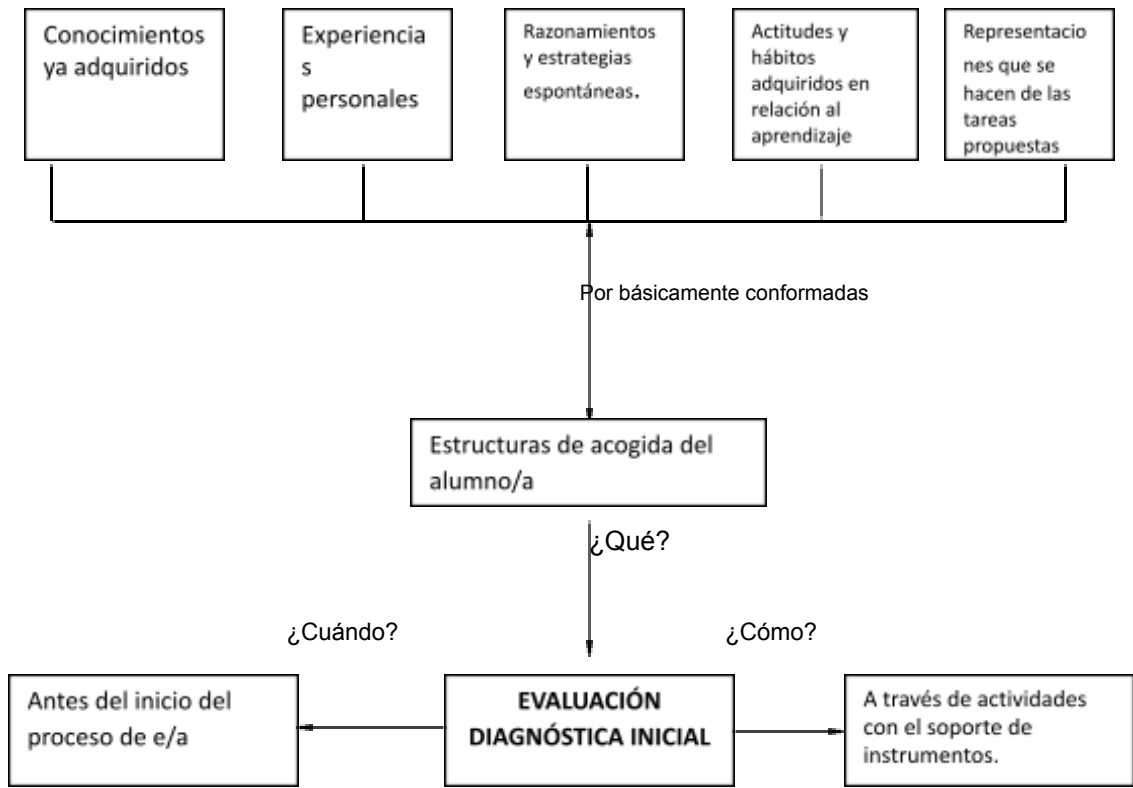 Conocimientos
ya adquiridos
Experiencia
s
personales
Razonamientos
y estrategias
espontáneas.
Actitudes y
hábitos
adquiridos en
relación al
aprendizaje
Representacio
nes que se
hacen de las
tareas
propuestas
Por básicamente conformadas
Estructuras de acogida del
alumno/a
¿Qué?
¿Cuándo?
¿Cómo?
Antes del inicio del
proceso de e/a
EVALUACIÓN
DIAGNÓSTICA INICIAL
A través de actividades
con el soporte de
instrumentos.